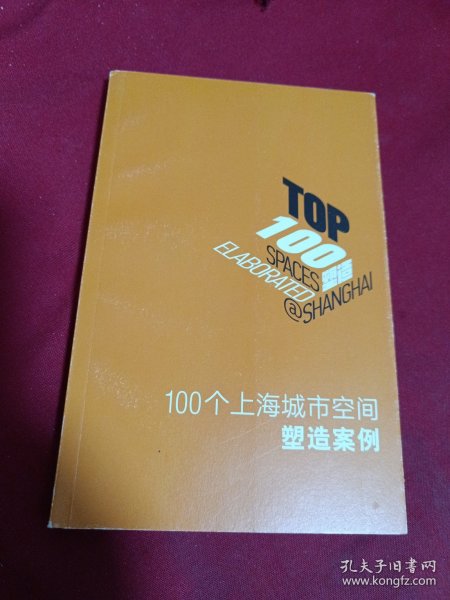 TOP
100
SPACES 塑造
ELABORATED
@SHANGHAI
100个上海城市空间
塑造案例
孔夫子旧书网
www.kongfz.com